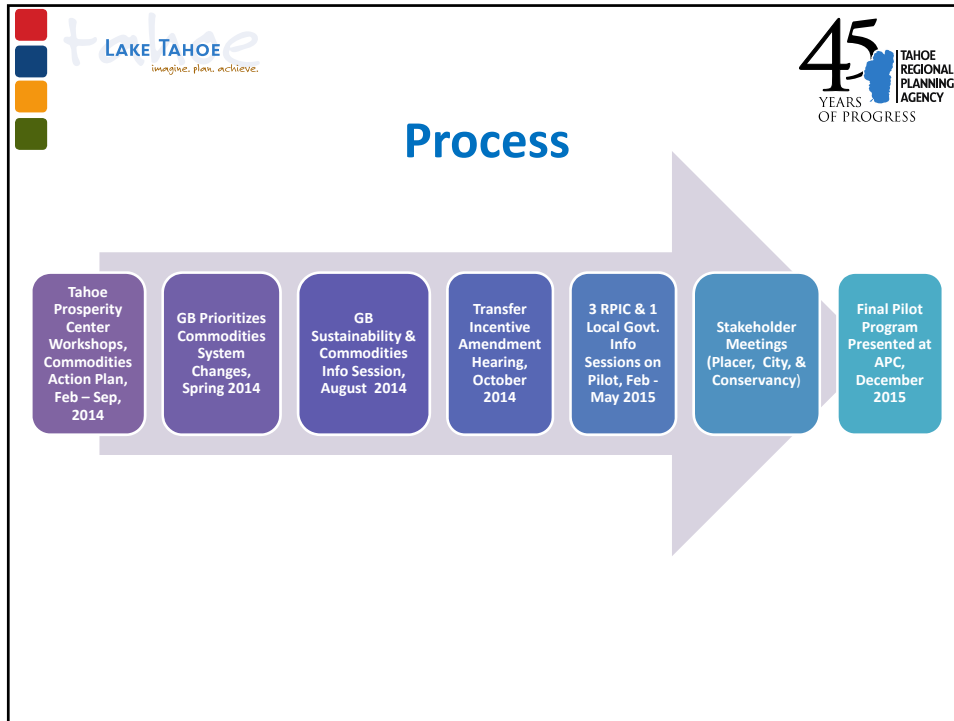 tahoe
LAKE TAHOE
imagine. plan. achieve.
45
YEARS
OF PROGRESS
TAHOE
REGIONAL
PLANNING
AGENCY
Process
Tahoe
Prosperity
Center
Workshops,
Commodities
Action Plan,
Feb – Sep,
2014
GB Prioritizes
Commodities
System
Changes,
Spring 2014
GB
Sustainability &
Commodities
Info Session,
August 2014
Transfer
Incentive
Amendment
Hearing,
October
2014
3 RPIC & 1
Local Govt.
Info
Sessions on
Pilot, Feb -
May 2015
Stakeholder
Meetings
(Placer, City, &
Conservancy)
Final Pilot
Program
Presented at
APC,
December
2015